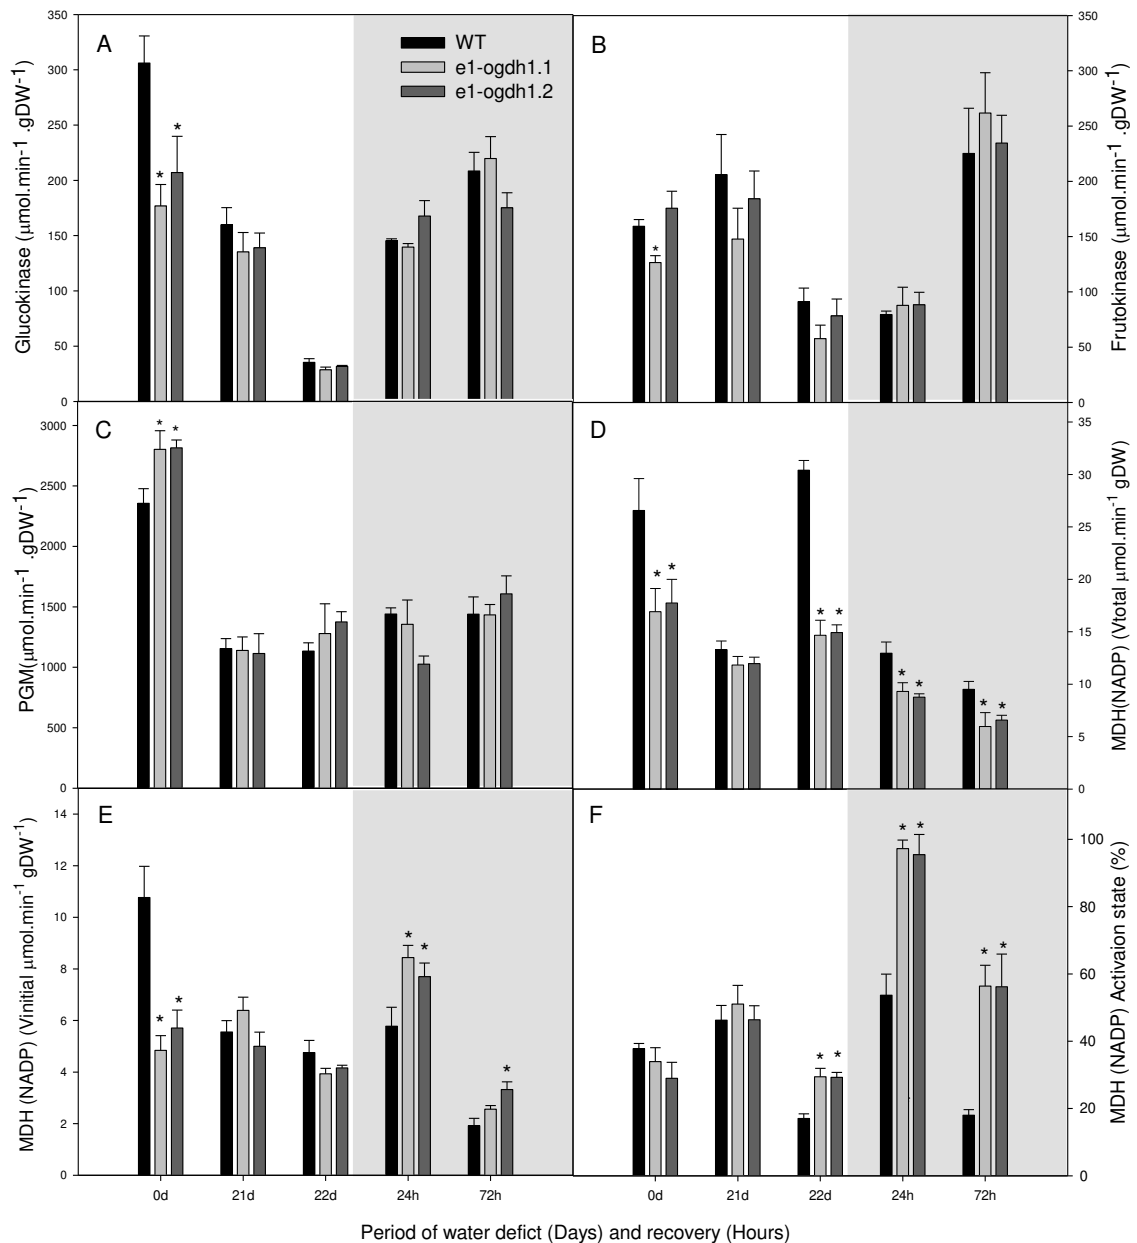 A
WT
e1-ogdh1.1
e1-ogdh1.2
Glucokinase (μmol.min⁻¹ .gDW⁻¹)
350
300
250
200
150
100
50
0
* *
B
Frutokinase (μmol.min⁻¹ .gDW⁻¹)
350
300
250
200
150
100
50
0
*
C
PGM(μmol.min⁻¹ .gDW⁻¹)
3000
2500
2000
1500
1000
500
0
* *
D
MDH(NADP) (Vtotal μmol.min⁻¹ gDW)
35
30
25
20
15
10
5
0
* * * * * * * *
E
MDH (NADP) (Vinitial μmol.min⁻¹ gDW⁻¹)
14
12
10
8
6
4
2
0
* * * * *
0d 21d 22d 24h 72h
F
MDH (NADP) Activaion state (%)
100
80
60
40
20
0
* * * * * *
0d 21d 22d 24h 72h
Period of water defict (Days) and recovery (Hours)